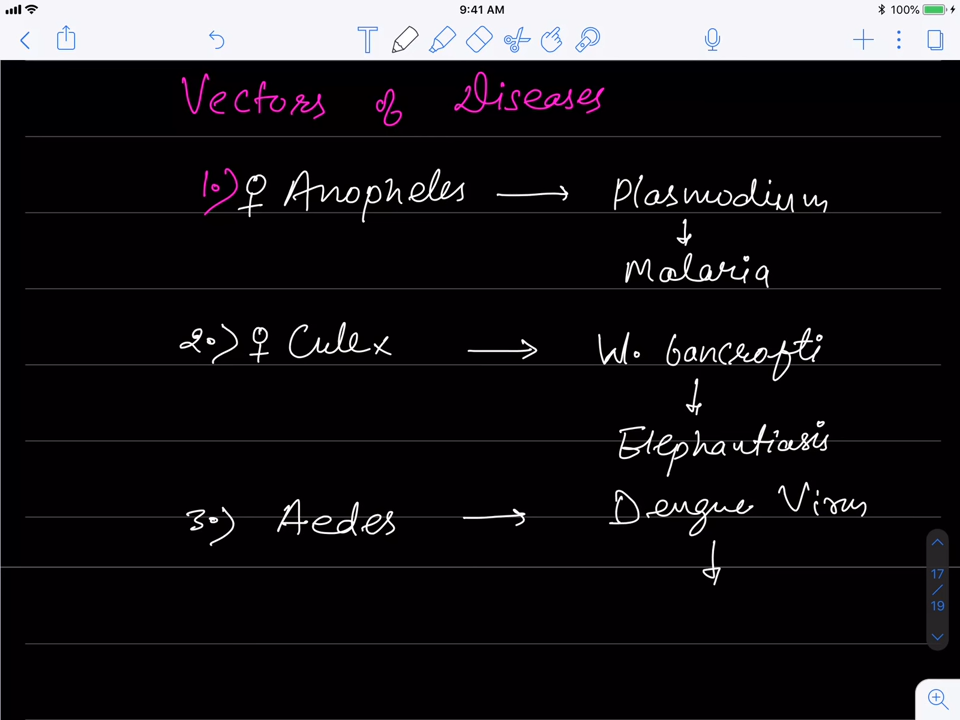 9:41 AM
100%
Vectors of Diseases
1.) ♀ Anopheles → Plasmodium
↓
Malaria
2.) ♀ Culex → W. bancrofti
↓
Elephantiasis
3.) Aedes → Dengue Virus
↓
17
/
19